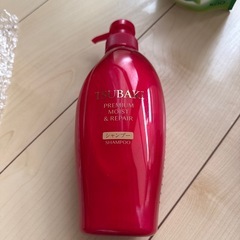 TSUBAKI
PREMIUM
MOIST
& REPAIR
シャンプー
SHAMPOO